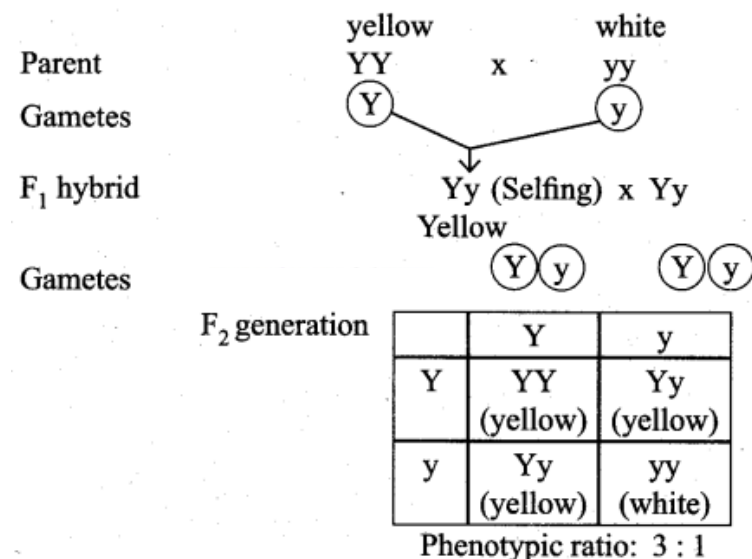 yellow white
Parent YY x yy
Gametes Y y
F₁ hybrid Yy (Selfing) x Yy
Yellow
Gametes Y y Y y
F₂ generation
Y y
Y YY Yy
(yellow) (yellow)
y Yy yy
(yellow) (white)
Phenotypic ratio: 3 : 1